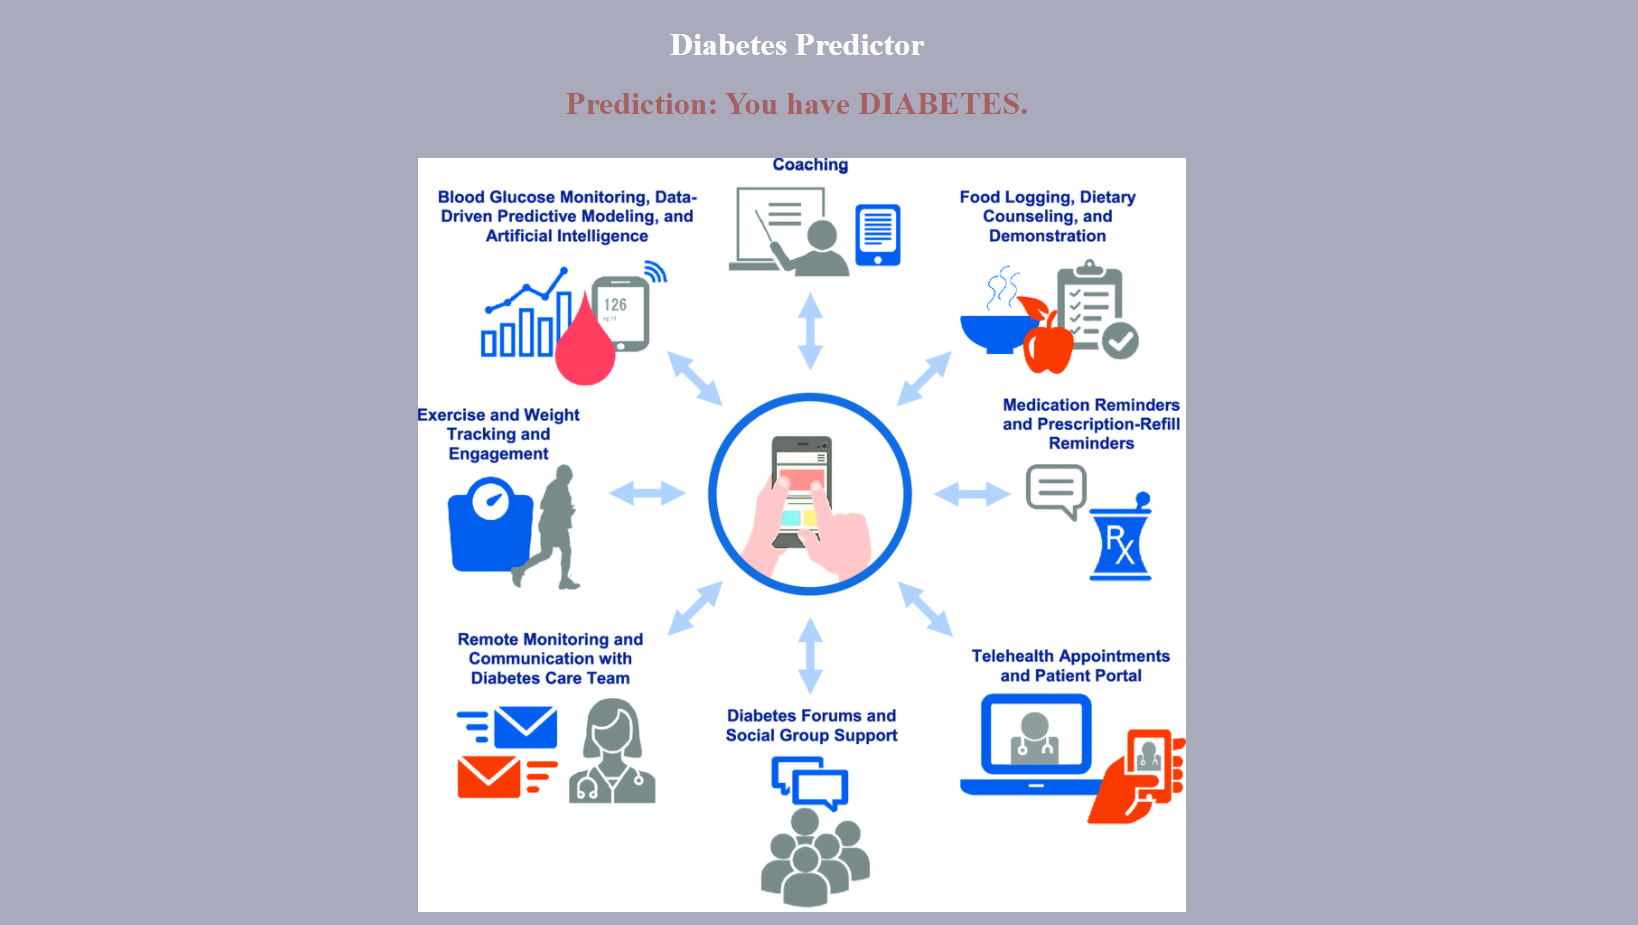 Diabetes Predictor
Prediction: You have DIABETES.
Coaching
Blood Glucose Monitoring, Data-
Driven Predictive Modeling, and
Artificial Intelligence
126
mg/dl
Food Logging, Dietary
Counseling, and
Demonstration
Exercise and Weight
Tracking and
Engagement
Medication Reminders
and Prescription-Refill
Reminders
Rx
Remote Monitoring and
Communication with
Diabetes Care Team
Diabetes Forums and
Social Group Support
Telehealth Appointments
and Patient Portal